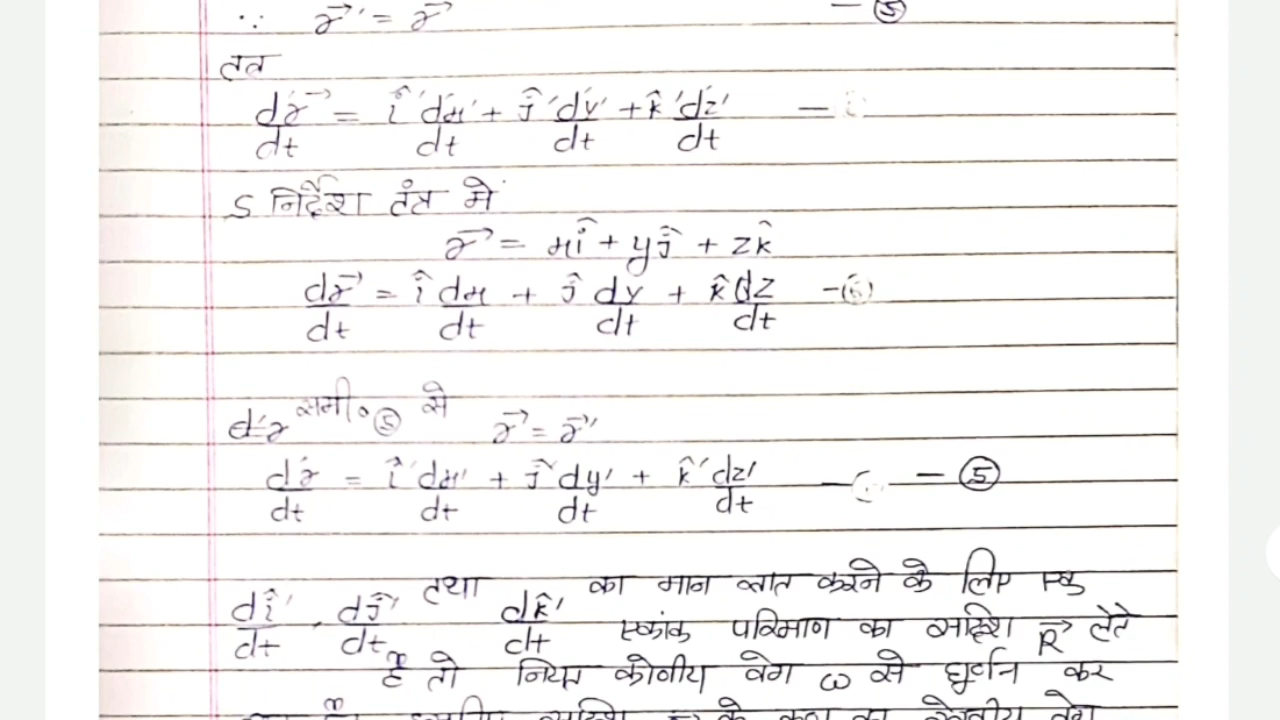 ∵ r⃗' = r⃗ — ⑤
तब
d'r⃗/dt = î' dx'/dt + ĵ' dy'/dt + k̂' dz'/dt —
S निर्देश तंत्र में
r⃗ = xî + yĵ + zk̂
dr⃗/dt = î dx/dt + ĵ dy/dt + k̂ dz/dt -(6)
d'r समी० ⑤ से r⃗ = r⃗'
d'r/dt = î' dx'/dt + ĵ' dy'/dt + k̂' dz'/dt — — ⑤
dî'/dt , dĵ'/dt, तथा dk̂'/dt का मान ज्ञात करने के लिए एक
एकांक परिमाण का सदिश R⃗ लेते
है तो नियत कोणीय वेग ω से घूर्णन कर